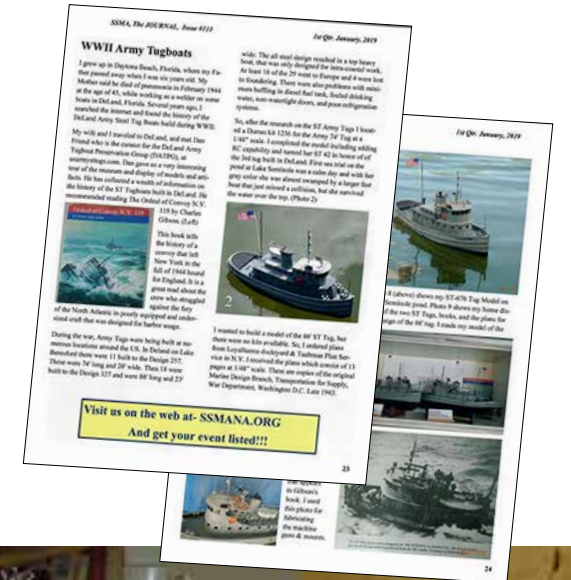 SSMA, The JOURNAL, Issue #111
1st Qtr. January, 2019
WWII Army Tugboats
I grew up in Daytona Beach, Florida, where my Fa-
ther passed away when I was six years old. My
Mother said he died of pneumonia in February 1944
at the age of 45, while working as a welder on some
boats in DeLand, Florida. Several years ago, I
searched the internet and found the history of the
DeLand Army Steel Tug Boats build during WWII.
My wife and I traveled to DeLand, and met Dan
Friend who is the curator for the DeLand Army
Tugboat Preservation Group (DATPG), at
usarmystugs.com. Dan gave us a very interesting
tour of the museum and display of models and arti-
facts. He has collected a wealth of information on
the history of the ST Tugboats built in DeLand. He
recommended reading The Ordeal of Convoy N.Y.
119 by Charles
Gibson. (Left)
This book tells
the history of a
convoy that left
New York in the
fall of 1944 bound
for England. It is a
great read about the
crew who struggled
against the fury
of the North Atlantic in poorly equipped and under-
sized craft that was designed for harbor usage.
During the war, Army Tugs were being built at nu-
merous locations around the US. In Deland on Lake
Beresford there were 11 built to the Design 257.
These were 74' long and 20' wide. Then 18 were
built to the Design 327 and were 86' long and 23'
wide. The all steel design resulted in a top heavy
boat, that was only designed for intra-coastal work.
At least 18 of the 29 went to Europe and 4 were lost
to foundering. There were also problems with mini-
mum baffling in diesel fuel tank, fouled drinking
water, non-watertight doors, and poor refrigeration
systems.
So, after the research on the ST Army Tugs I locat-
ed a Dumas kit 1256 for the Army 74' Tug at a
1/48" scale. I completed the model including adding
RC capability and named her ST 42 in honor of of
the 3rd tug built in DeLand. First sea trial on the
pond at Lake Seminola was a calm day and with her
gray color she was almost swamped by a larger fast
boat that just missed a collision, but she survived
the water over the top. (Photo 2)
2
I wanted to build a model of the 86' ST Tug, but
there were no kits available. So, I ordered plans
from Loyalhanna dockyard & Taubman Plan Ser-
vice in N.Y. I received the plans which consist of 13
pages at 1/48" scale. These are copies of the original
Marine Design Branch, Transportation for Supply,
War Department, Washington D.C. Late 1943.
Visit us on the web at- SSMANA.ORG
And get your event listed!!!
23
1st Qtr. January, 2019
8 (above) shows my ST-676 Tug Model on
pond. Photo 9 shows my home dis-
of the two ST Tugs, books, and the plans for
sign of the 86' tug. I made my model of the
that appears
in Gibson's
book. I used
this photo for
fabricating
the machine
guns & mounts.
24